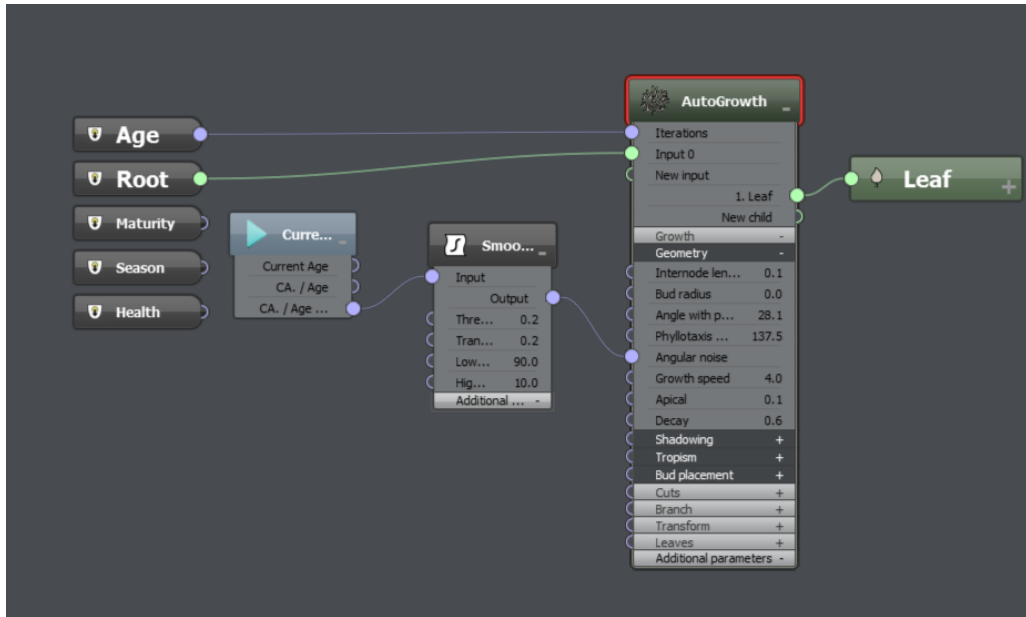 Age
Root
Maturity
Season
Health
Curre...
Current Age
CA. / Age
CA. / Age ...
Smoo...
Input
Output
Thre... 0.2
Tran... 0.2
Low... 90.0
Hig... 10.0
Additional ... -
AutoGrowth
Iterations
Input 0
New input
1. Leaf
New child
Growth -
Geometry -
Internode len... 0.1
Bud radius 0.0
Angle with p... 28.1
Phyllotaxis ... 137.5
Angular noise
Growth speed 4.0
Apical 0.1
Decay 0.6
Shadowing +
Tropism +
Bud placement +
Cuts +
Branch +
Transform +
Leaves +
Additional parameters -
Leaf +